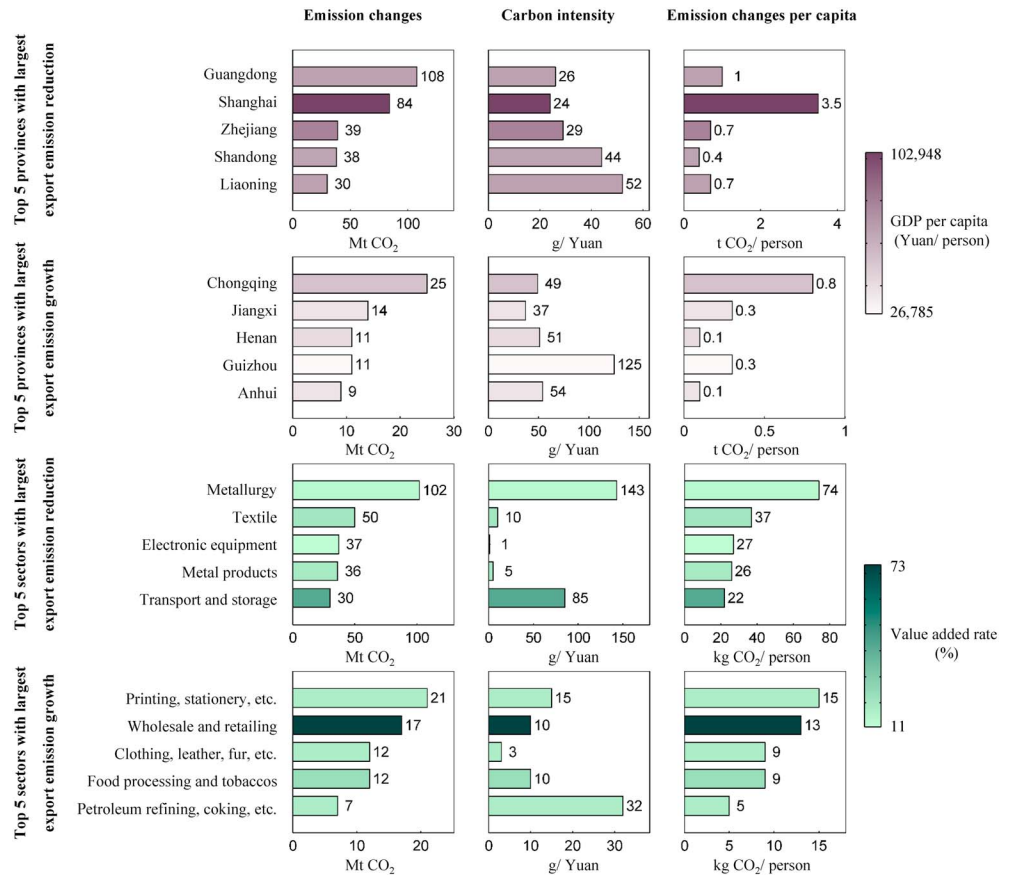 Emission changes
Carbon intensity
Emission changes per capita
Top 5 provinces with largest
export emission reduction
Guangdong 108 26 1
Shanghai 84 24 3.5
Zhejiang 39 29 0.7
Shandong 38 44 0.4
Liaoning 30 52 0.7
0 50 100 0 20 40 60 0 2 4
Mt CO₂ g/ Yuan t CO₂/ person
102,948
GDP per capita
(Yuan/ person)
26,785
Top 5 provinces with largest
export emission growth
Chongqing 25 49 0.8
Jiangxi 14 37 0.3
Henan 11 51 0.1
Guizhou 11 125 0.3
Anhui 9 54 0.1
0 10 20 30 0 50 100 150 0 0.5 1
Mt CO₂ g/ Yuan t CO₂/ person
Top 5 sectors with largest
export emission reduction
Metallurgy 102 143 74
Textile 50 10 37
Electronic equipment 37 1 27
Metal products 36 5 26
Transport and storage 30 85 22
0 50 100 0 50 100 150 0 20 40 60 80
Mt CO₂ g/ Yuan kg CO₂/ person
73
Value added rate
(%)
11
Top 5 sectors with largest
export emission growth
Printing, stationery, etc. 21 15 15
Wholesale and retailing 17 10 13
Clothing, leather, fur, etc. 12 3 9
Food processing and tobaccos 12 10 9
Petroleum refining, coking, etc. 7 32 5
0 10 20 0 10 20 30 0 5 10 15
Mt CO₂ g/ Yuan kg CO₂/ person